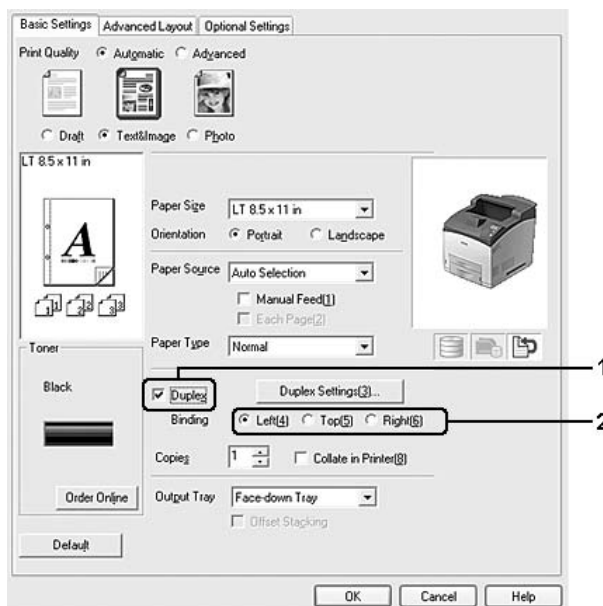 Basic Settings Advanced Layout Optional Settings
Print Quality Automatic Advanced
Draft Text&Image Photo
LT 8.5 x 11 in
A
Paper Size LT 8.5 x 11 in
Orientation Portrait Landscape
Paper Source Auto Selection
Manual Feed(1)
Each Page(2)
Paper Type Normal
Toner
Black
1
Duplex Duplex Settings(3)...
Binding Left(4) Top(5) Right(6)
2
Copies 1 Collate in Printer(8)
Order Online
Output Tray Face-down Tray
Offset Stacking
Default
OK Cancel Help